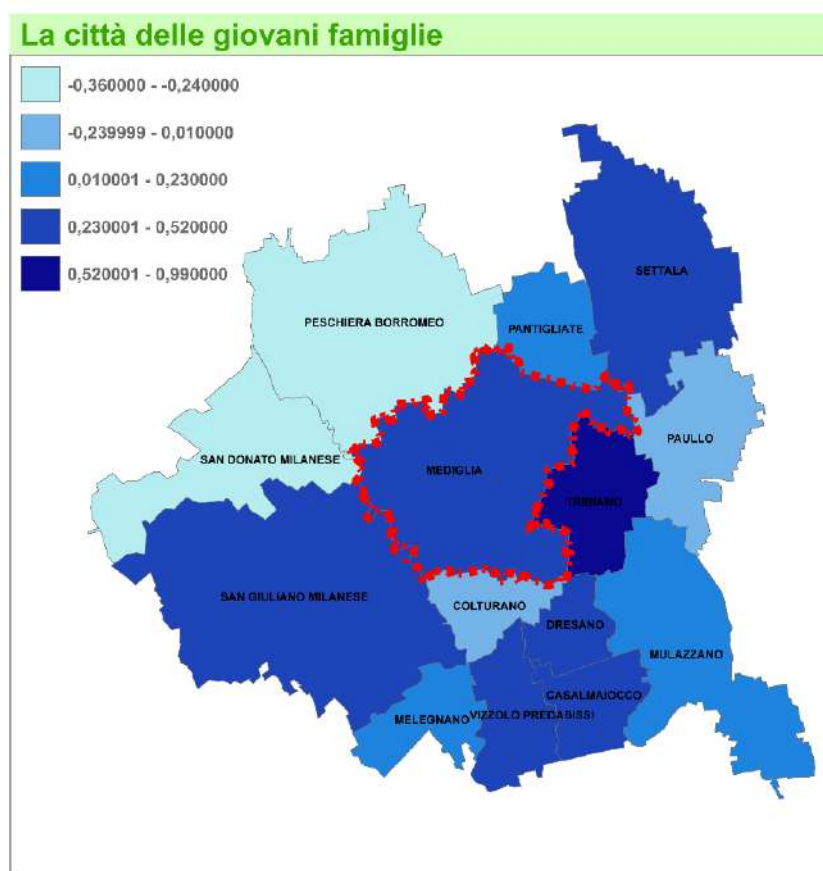 La città delle giovani famiglie
-0,360000 - -0,240000
-0,239999 - 0,010000
0,010001 - 0,230000
0,230001 - 0,520000
0,520001 - 0,990000
SETTALA
PESCHIERA BORROMEO
PANTIGLIATE
PAULLO
SAN DONATO MILANESE
MEDIGLIA
TRIBIANO
SAN GIULIANO MILANESE
COLTURANO
DRESANO
MULAZZANO
CASALMAIOCCO
MELEGNANO
VIZZOLO PREDABISSI